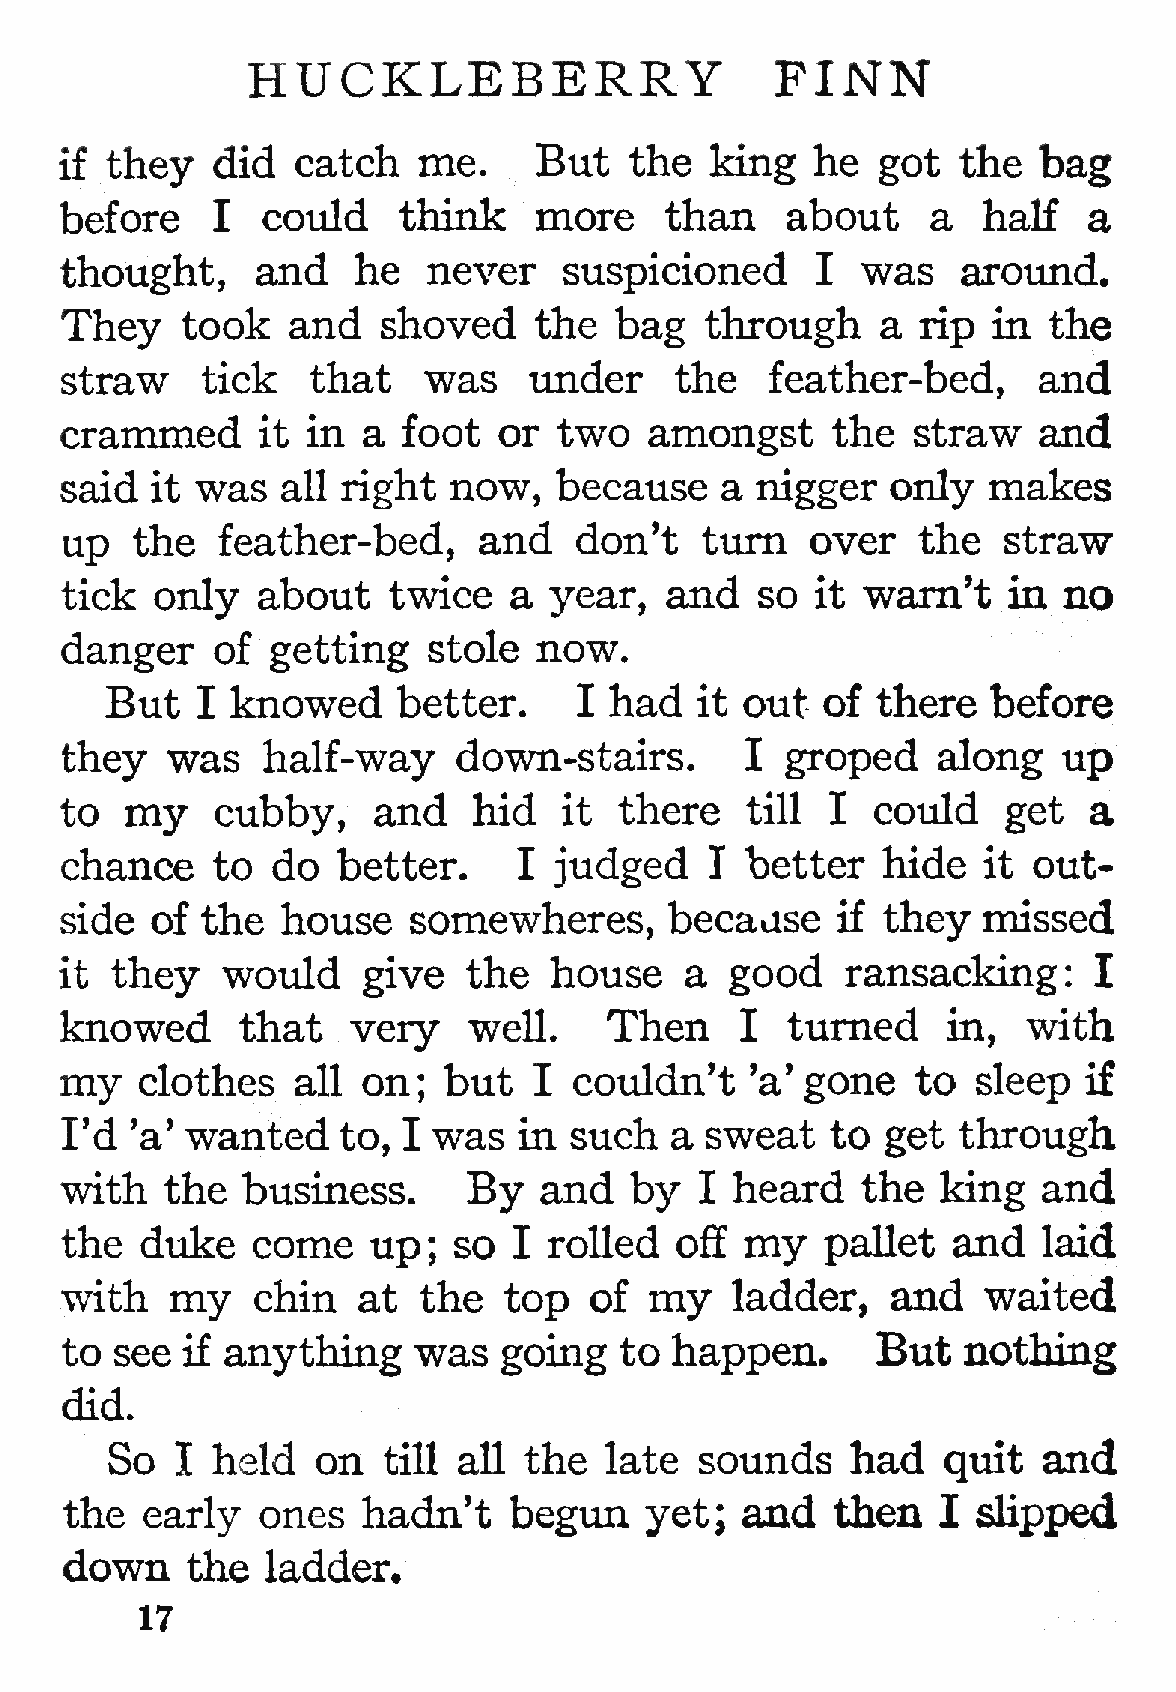 HUCKLEBERRY FINN
if they did catch me. But the king he got the bag
before I could think more than about a half a
thought, and he never suspicioned I was around.
They took and shoved the bag through a rip in the
straw tick that was under the feather-bed, and
crammed it in a foot or two amongst the straw and
said it was all right now, because a nigger only makes
up the feather-bed, and don't turn over the straw
tick only about twice a year, and so it warn't in no
danger of getting stole now.
But I knowed better. I had it out of there before
they was half-way down-stairs. I groped along up
to my cubby, and hid it there till I could get a
chance to do better. I judged I better hide it out-
side of the house somewheres, because if they missed
it they would give the house a good ransacking: I
knowed that very well. Then I turned in, with
my clothes all on; but I couldn't 'a' gone to sleep if
I'd 'a' wanted to, I was in such a sweat to get through
with the business. By and by I heard the king and
the duke come up; so I rolled off my pallet and laid
with my chin at the top of my ladder, and waited
to see if anything was going to happen. But nothing
did.
So I held on till all the late sounds had quit and
the early ones hadn't begun yet; and then I slipped
down the ladder.
17